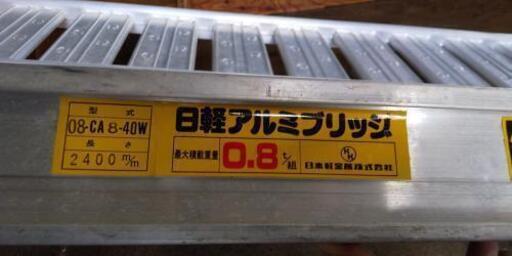 型式
08-CA 8-40W
長さ
2400 m/m
日軽アルミブリッジ
最大積載重量
0.8 t/組
日本軽金属株式会社